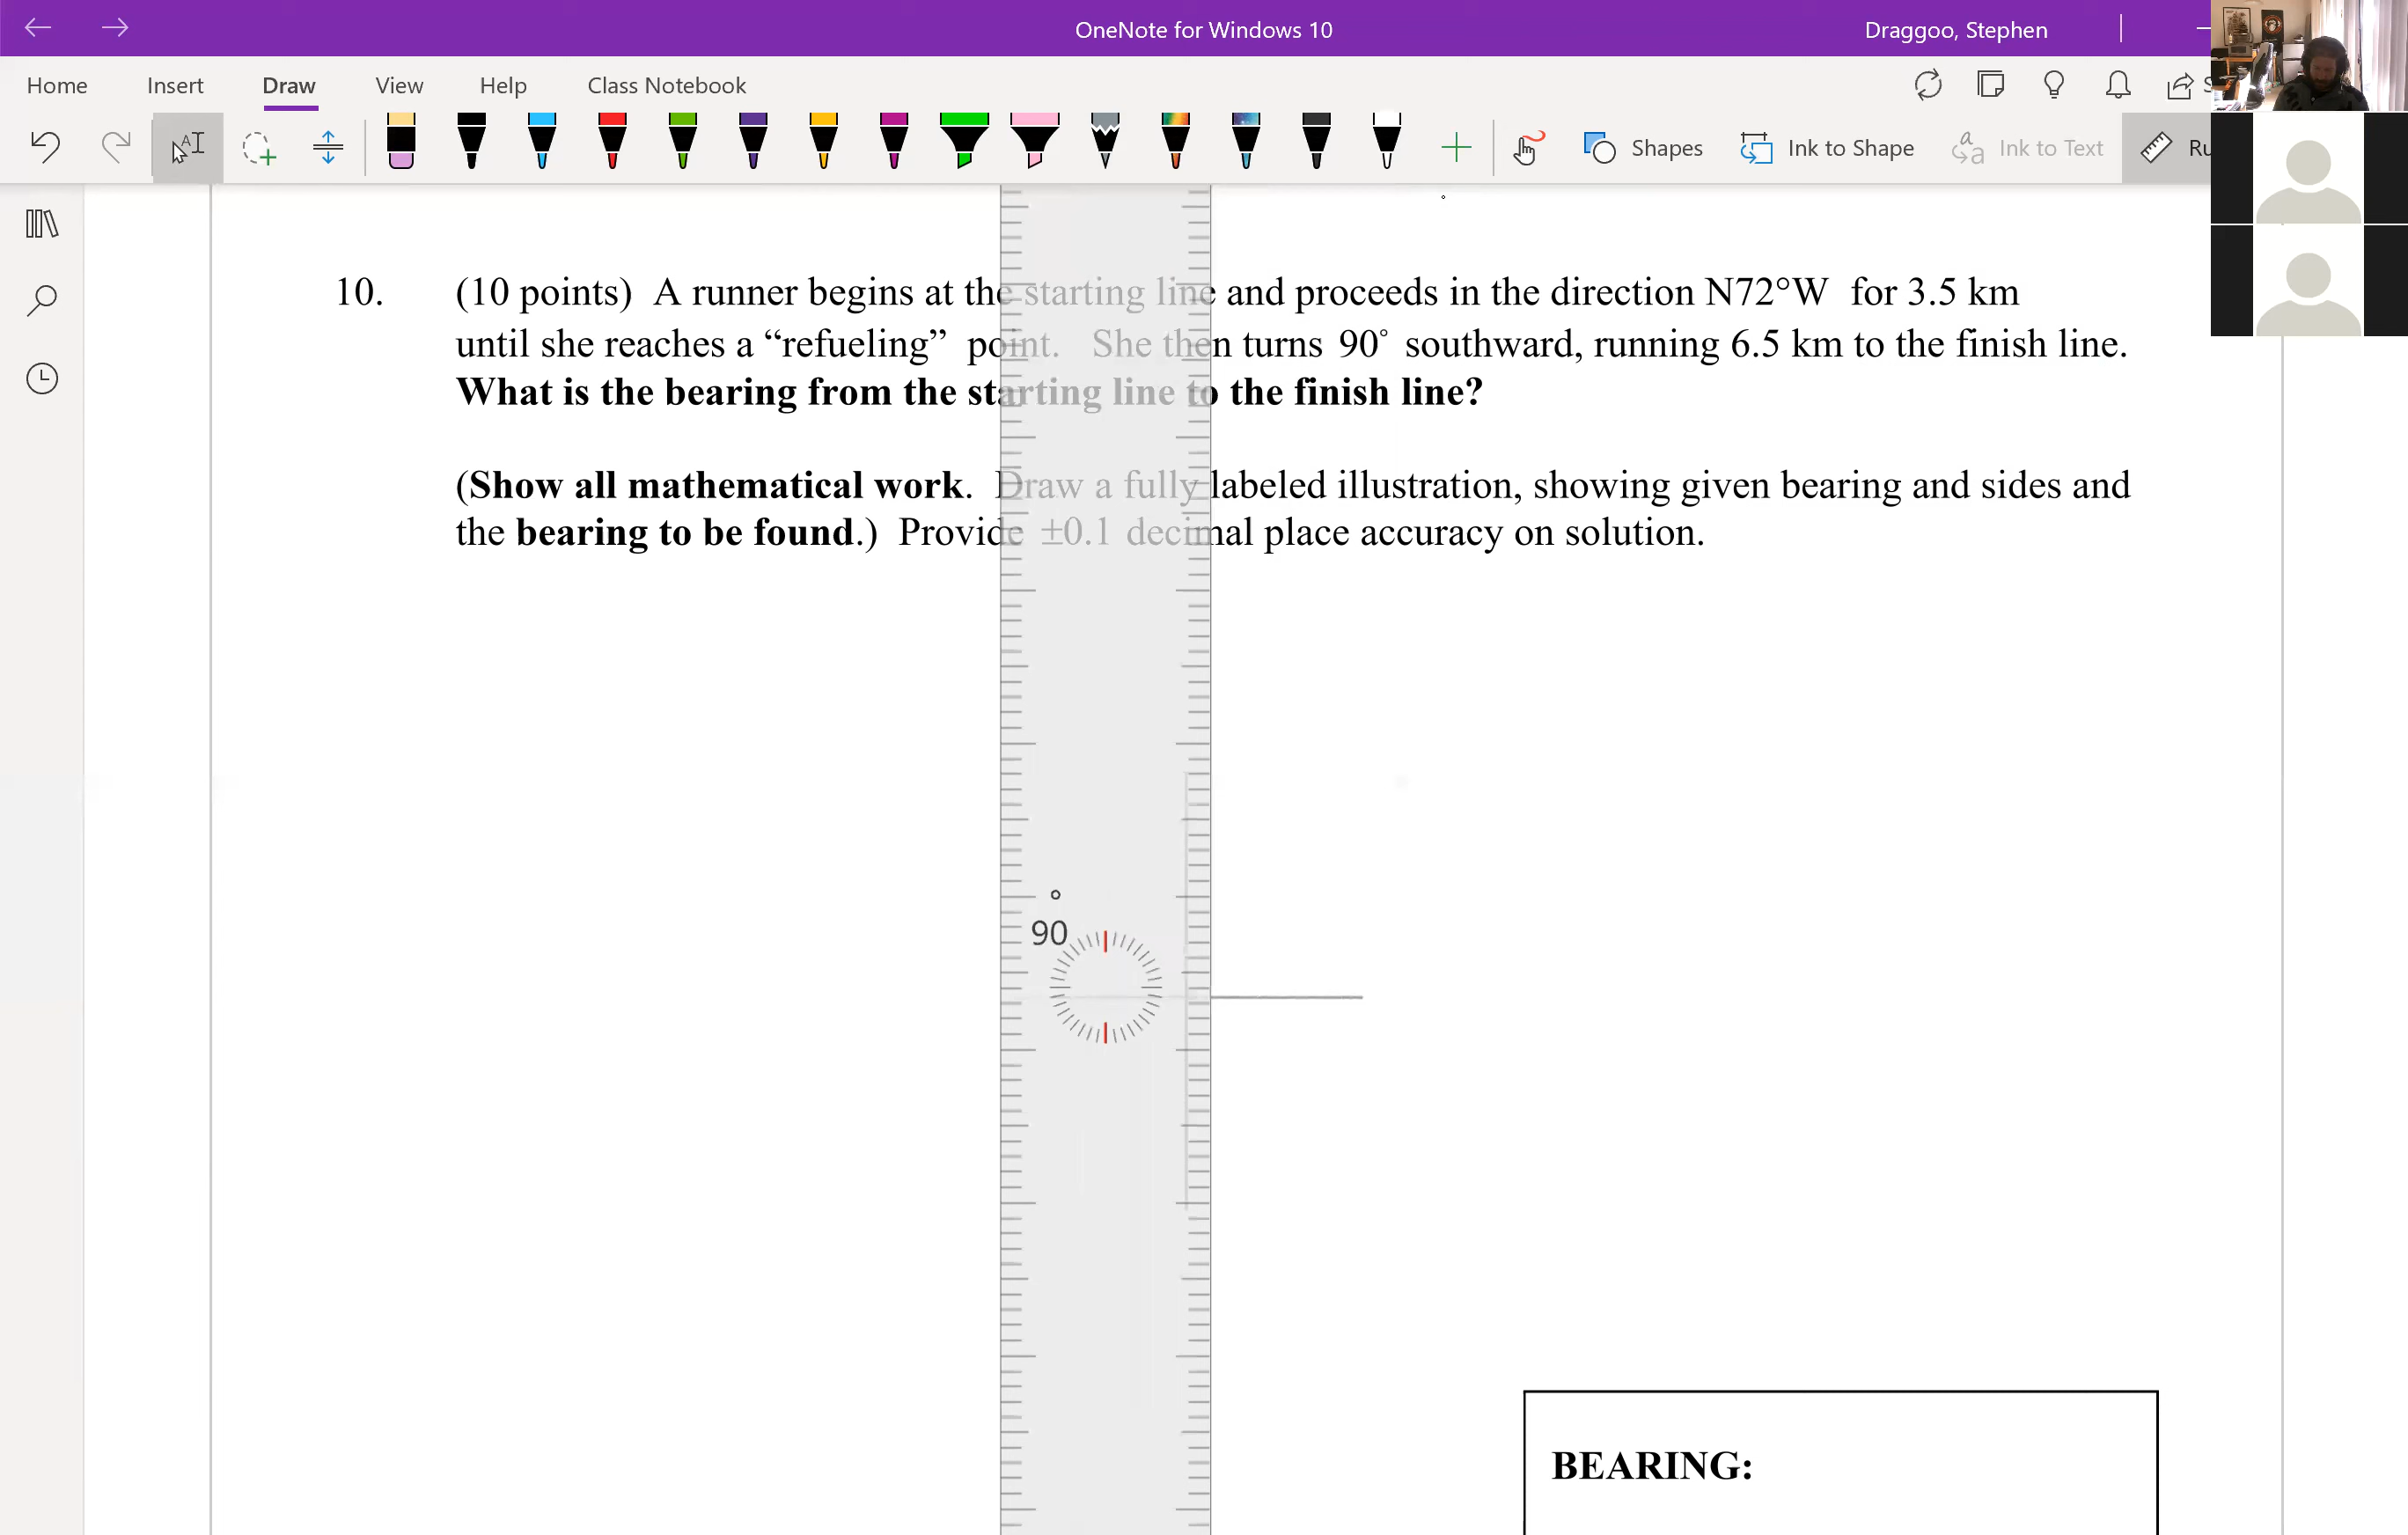 OneNote for Windows 10
Draggoo, Stephen
Home Insert Draw View Help Class Notebook
Shapes Ink to Shape Ink to Text Ru
10. (10 points) A runner begins at the starting line and proceeds in the direction N72°W for 3.5 km
until she reaches a “refueling” point. She then turns 90° southward, running 6.5 km to the finish line.
What is the bearing from the starting line to the finish line?
(Show all mathematical work. Draw a fully labeled illustration, showing given bearing and sides and
the bearing to be found.) Provide ±0.1 decimal place accuracy on solution.
90°
BEARING: